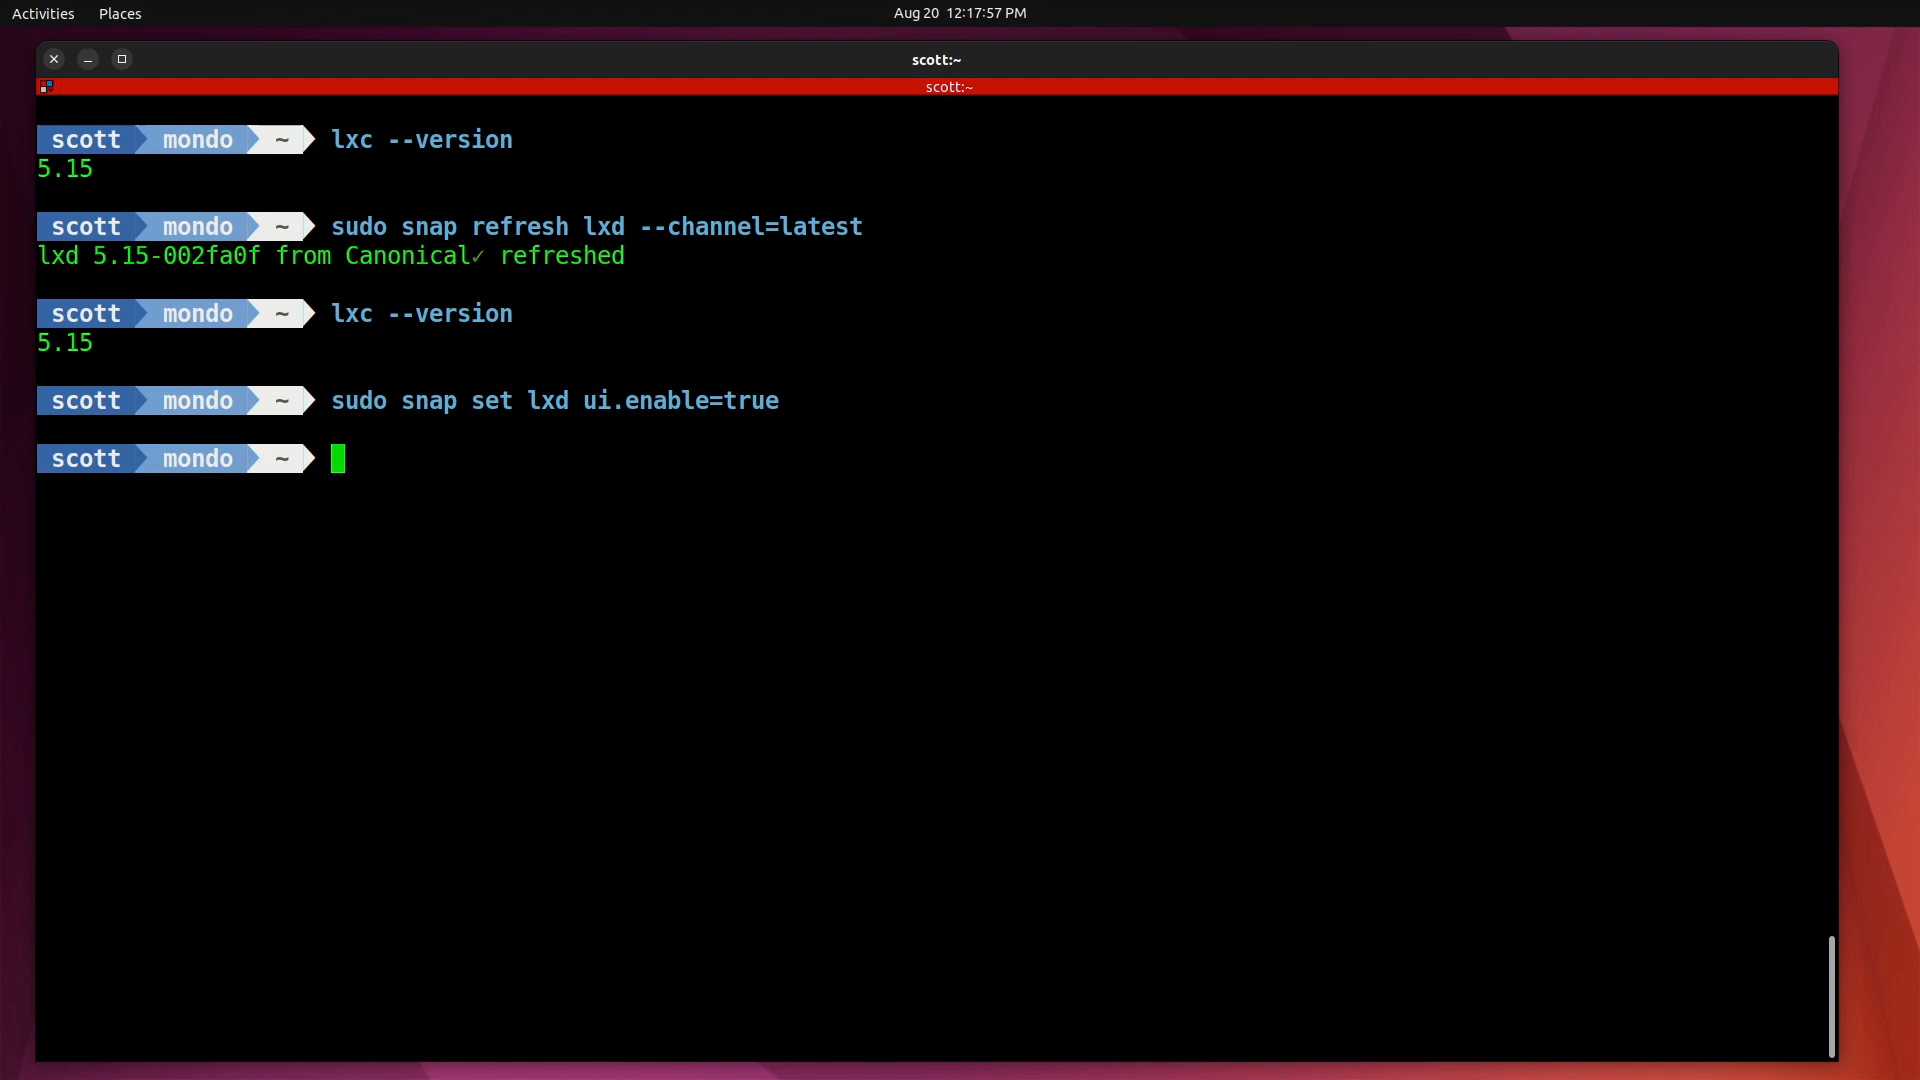 Activities Places Aug 20 12:17:57 PM
scott:~
scott:~
scott mondo ~ lxc --version
5.15
scott mondo ~ sudo snap refresh lxd --channel=latest
lxd 5.15-002fa0f from Canonical✓ refreshed
scott mondo ~ lxc --version
5.15
scott mondo ~ sudo snap set lxd ui.enable=true
scott mondo ~